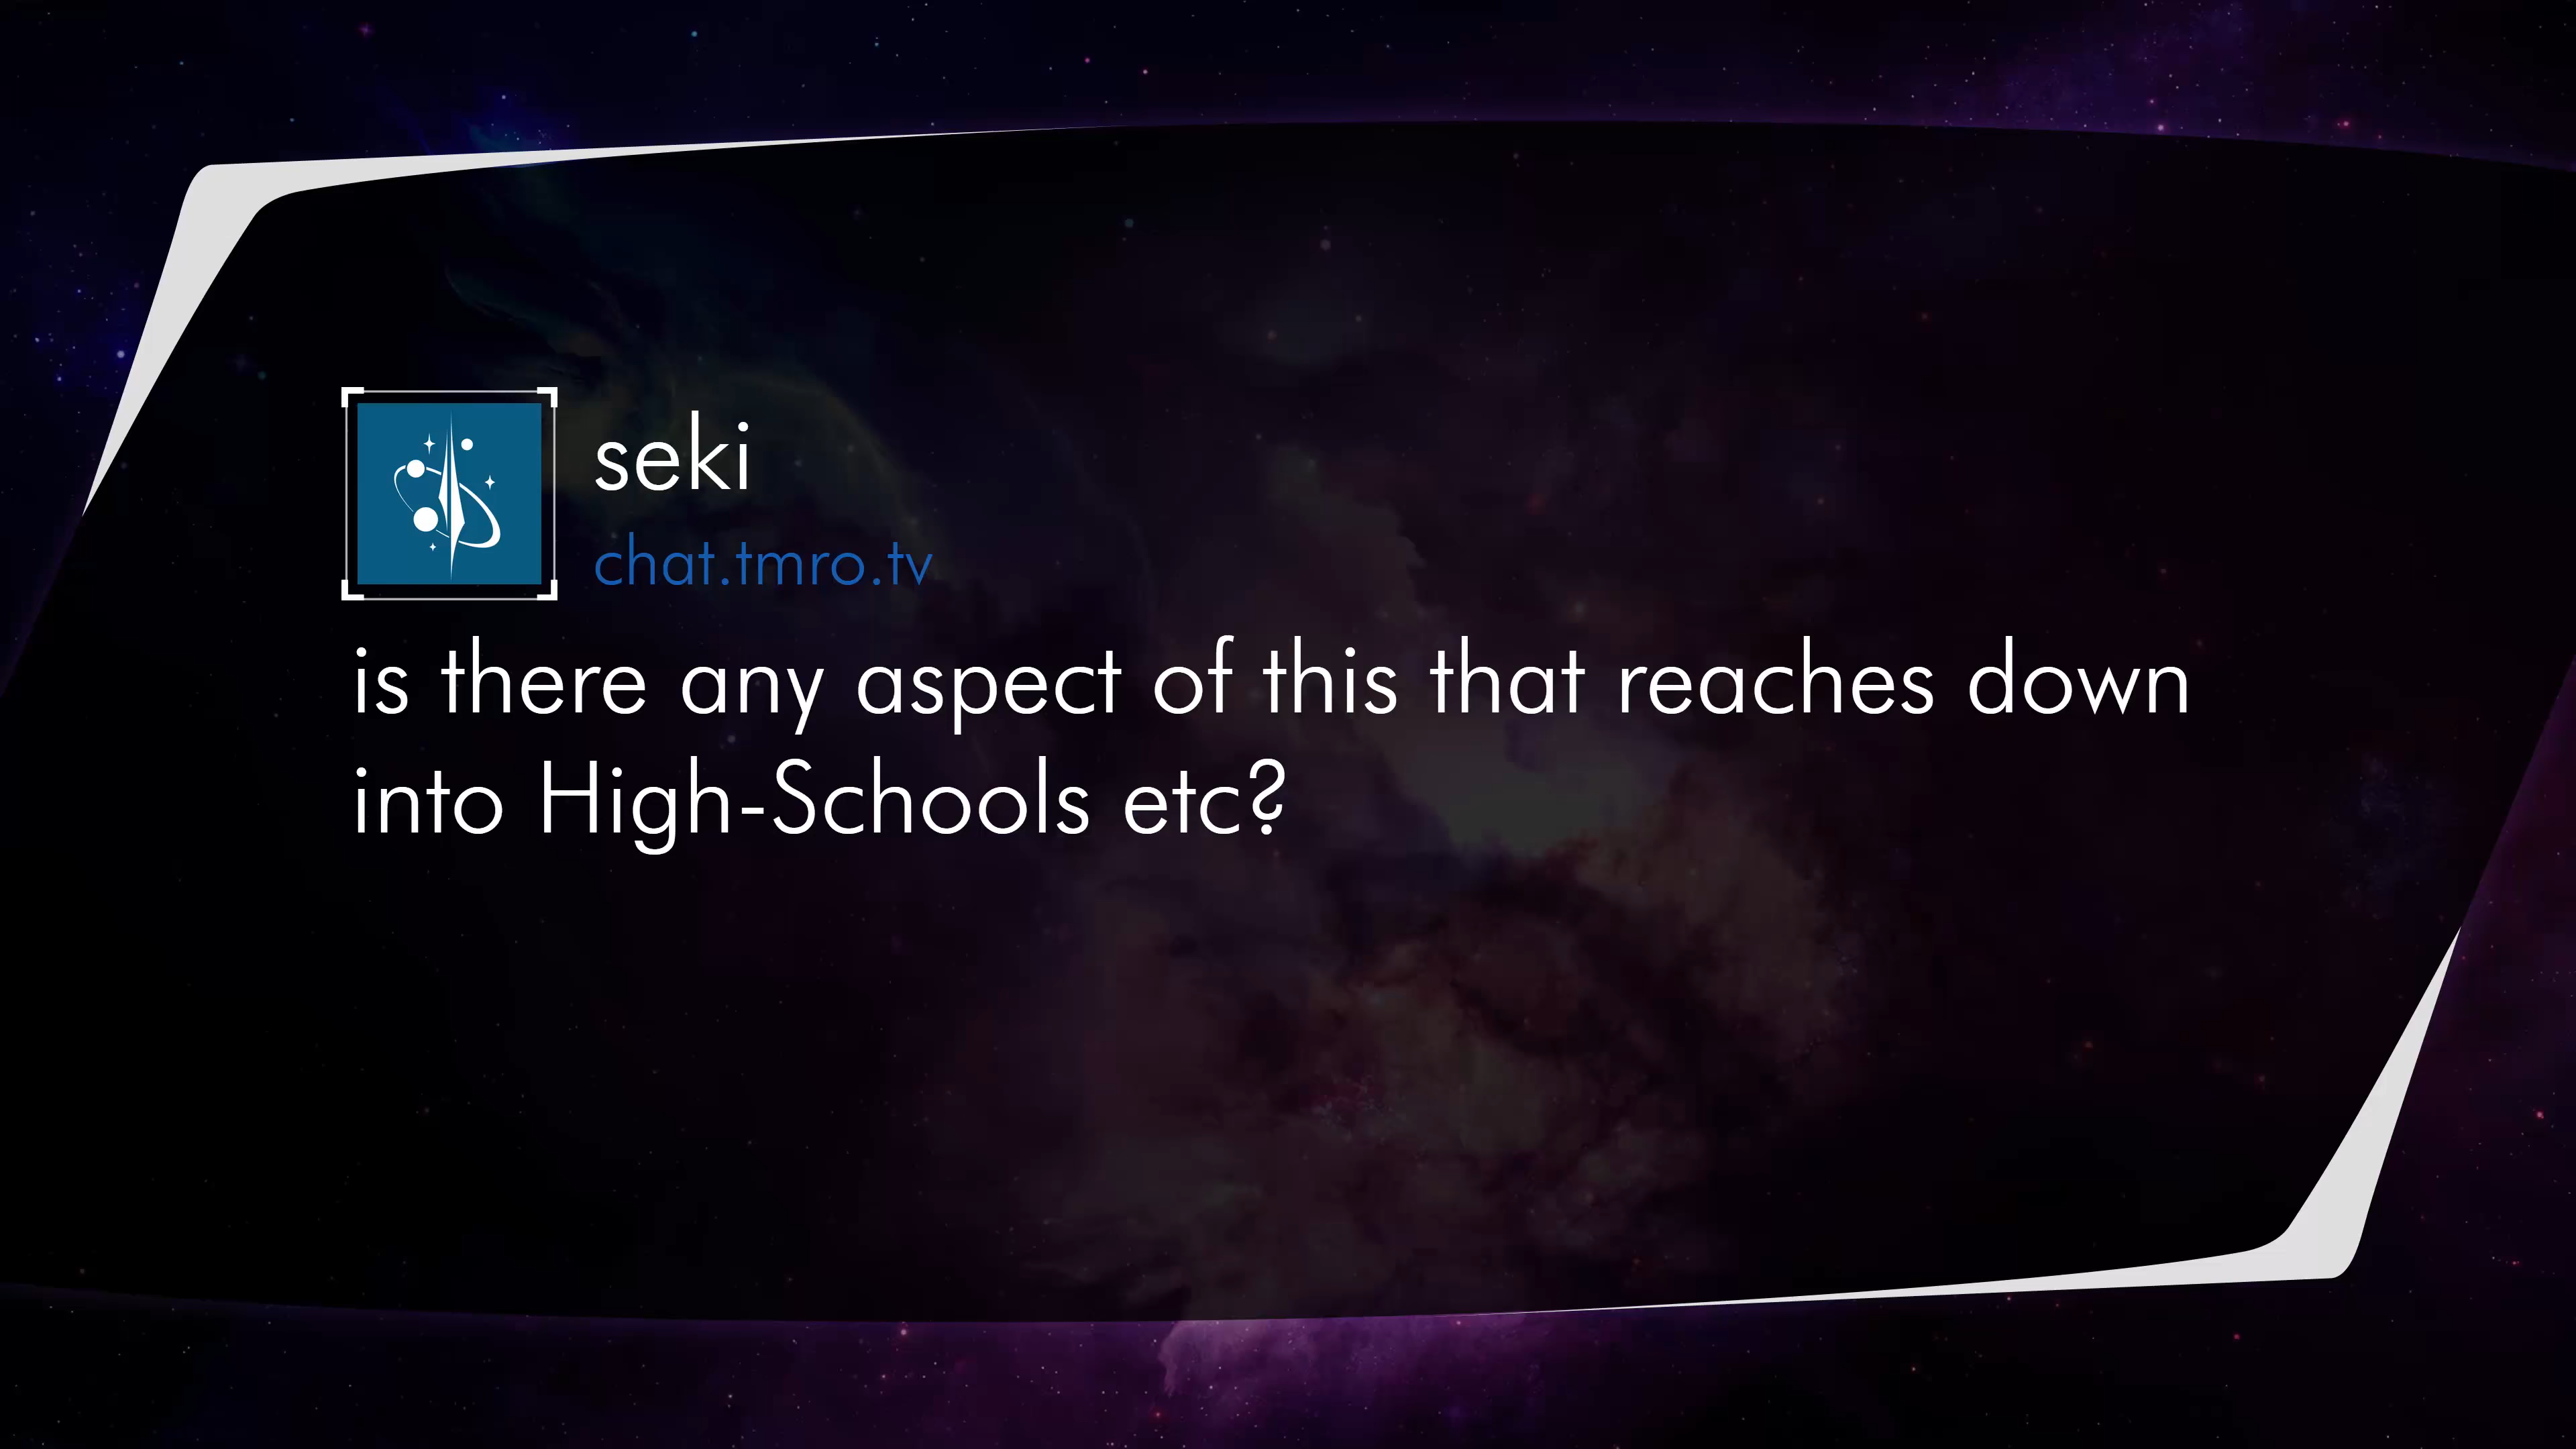 seki
chat.tmro.tv
is there any aspect of this that reaches down
into High-Schools etc?